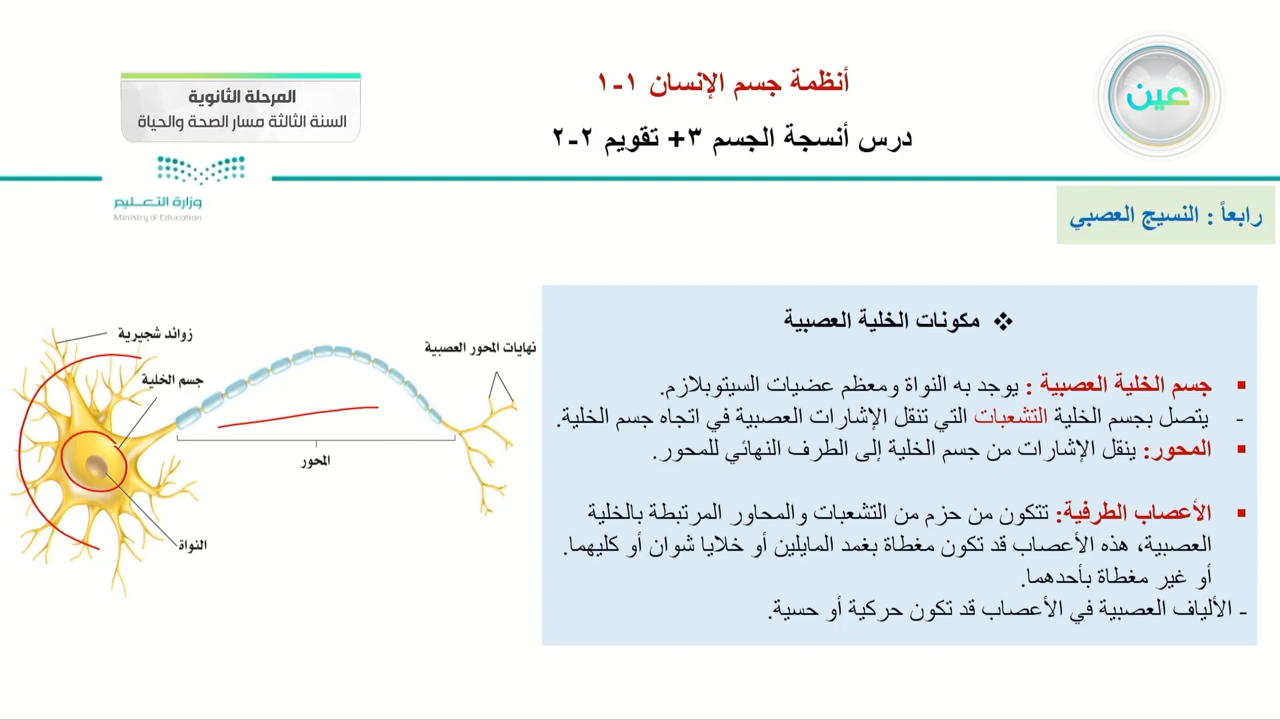 أنظمة جسم الإنسان ١-١
درس أنسجة الجسم ٣+ تقويم ٢-٢
عين
المرحلة الثانوية
السنة الثالثة مسار الصحة والحياة
وزارة التعليم
Ministry of Education
رابعاً : النسيج العصبي
❖ مكونات الخلية العصبية
▪ جسم الخلية العصبية : يوجد به النواة ومعظم عضيات السيتوبلازم.
- يتصل بجسم الخلية التشعبات التي تنقل الإشارات العصبية في اتجاه جسم الخلية.
▪ المحور: ينقل الإشارات من جسم الخلية إلى الطرف النهائي للمحور.
▪ الأعصاب الطرفية: تتكون من حزم من التشعبات والمحاور المرتبطة بالخلية
العصبية، هذه الأعصاب قد تكون مغطاة بغمد المايلين أو خلايا شوان أو كليهما.
أو غير مغطاة بأحدهما.
- الألياف العصبية في الأعصاب قد تكون حركية أو حسية.
زوائد شجيرية
جسم الخلية
نهايات المحور العصبية
المحور
النواة